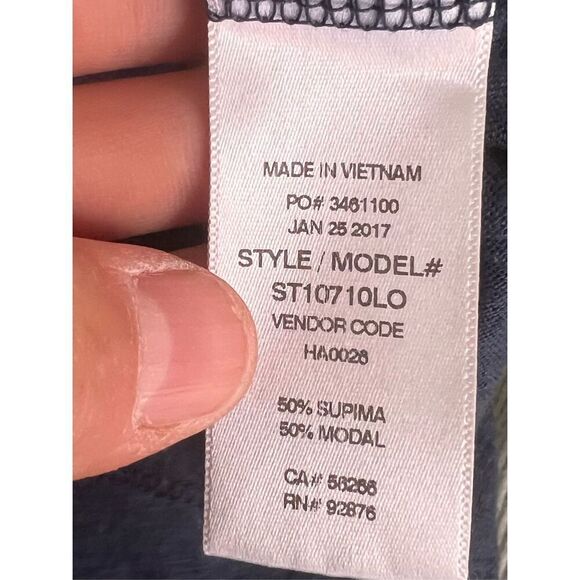 MADE IN VIETNAM
PO# 3461100
JAN 25 2017
STYLE / MODEL#
ST10710LO
VENDOR CODE
HA0026
50% SUPIMA
50% MODAL
CA# 56266
RN# 92876